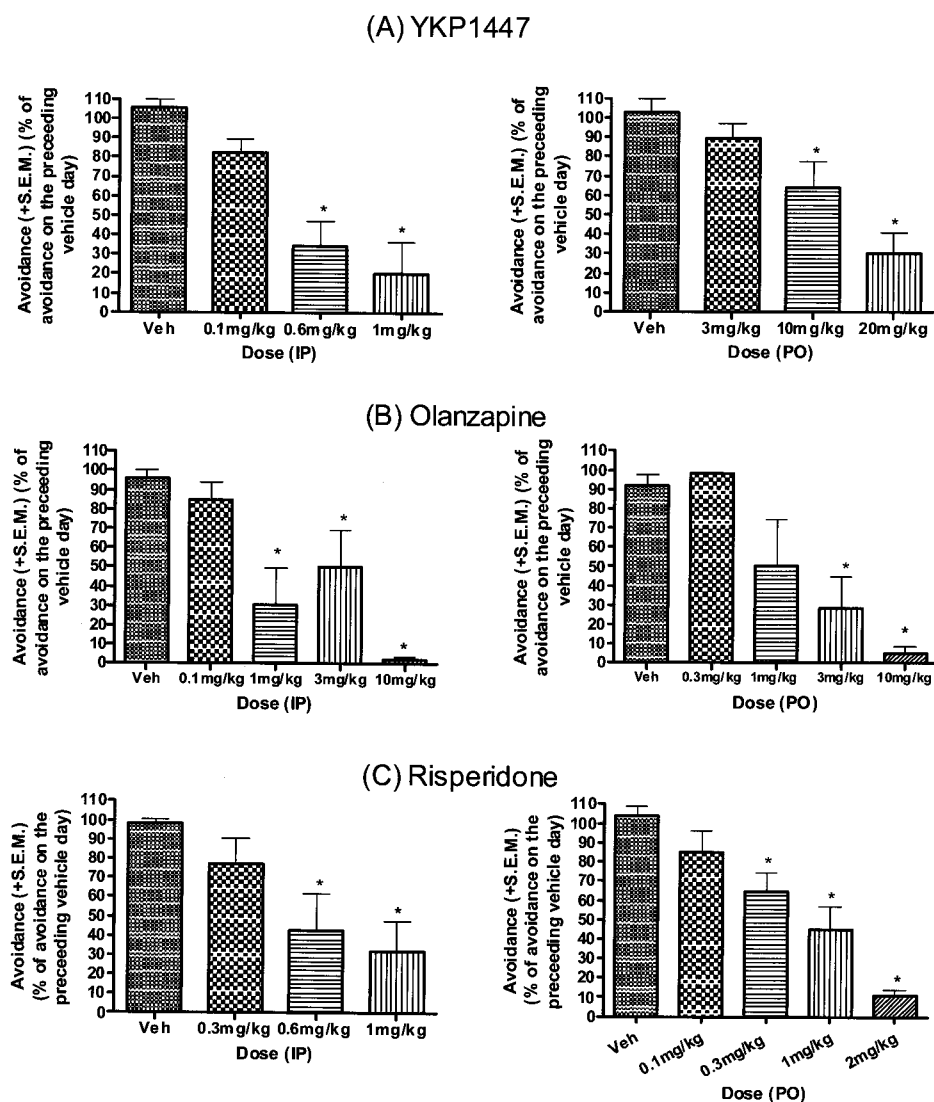 (A) YKP1447
Avoidance (+S.E.M.) (% of
avoidance on the preceeding
vehicle day)
110
100
90
80
70
60
50
40
30
20
10
0
*
*
Veh 0.1mg/kg 0.6mg/kg 1mg/kg
Dose (IP)
Avoidance (+S.E.M.) (% of
avoidance on the preceeding
vehicle day)
110
100
90
80
70
60
50
40
30
20
10
0
*
*
Veh 3mg/kg 10mg/kg 20mg/kg
Dose (PO)
(B) Olanzapine
Avoidance (+S.E.M.) (% of
avoidance on the preceeding
vehicle day)
110
100
90
80
70
60
50
40
30
20
10
0
*
*
*
Veh 0.1mg/kg 1mg/kg 3mg/kg 10mg/kg
Dose (IP)
Avoidance (+S.E.M.) (% of
avoidance on the preceeding
vehicle day)
110
100
90
80
70
60
50
40
30
20
10
0
*
*
Veh 0.3mg/kg 1mg/kg 3mg/kg 10mg/kg
Dose (PO)
(C) Risperidone
Avoidance (+S.E.M.)
(% of avoidance on the
preceeding vehicle day)
110
100
90
80
70
60
50
40
30
20
10
0
*
*
Veh 0.3mg/kg 0.6mg/kg 1mg/kg
Dose (IP)
Avoidance (+S.E.M.)
(% of avoidance on the
preceeding vehicle day)
110
100
90
80
70
60
50
40
30
20
10
0
*
*
*
Veh 0.1mg/kg 0.3mg/kg 1mg/kg 2mg/kg
Dose (PO)